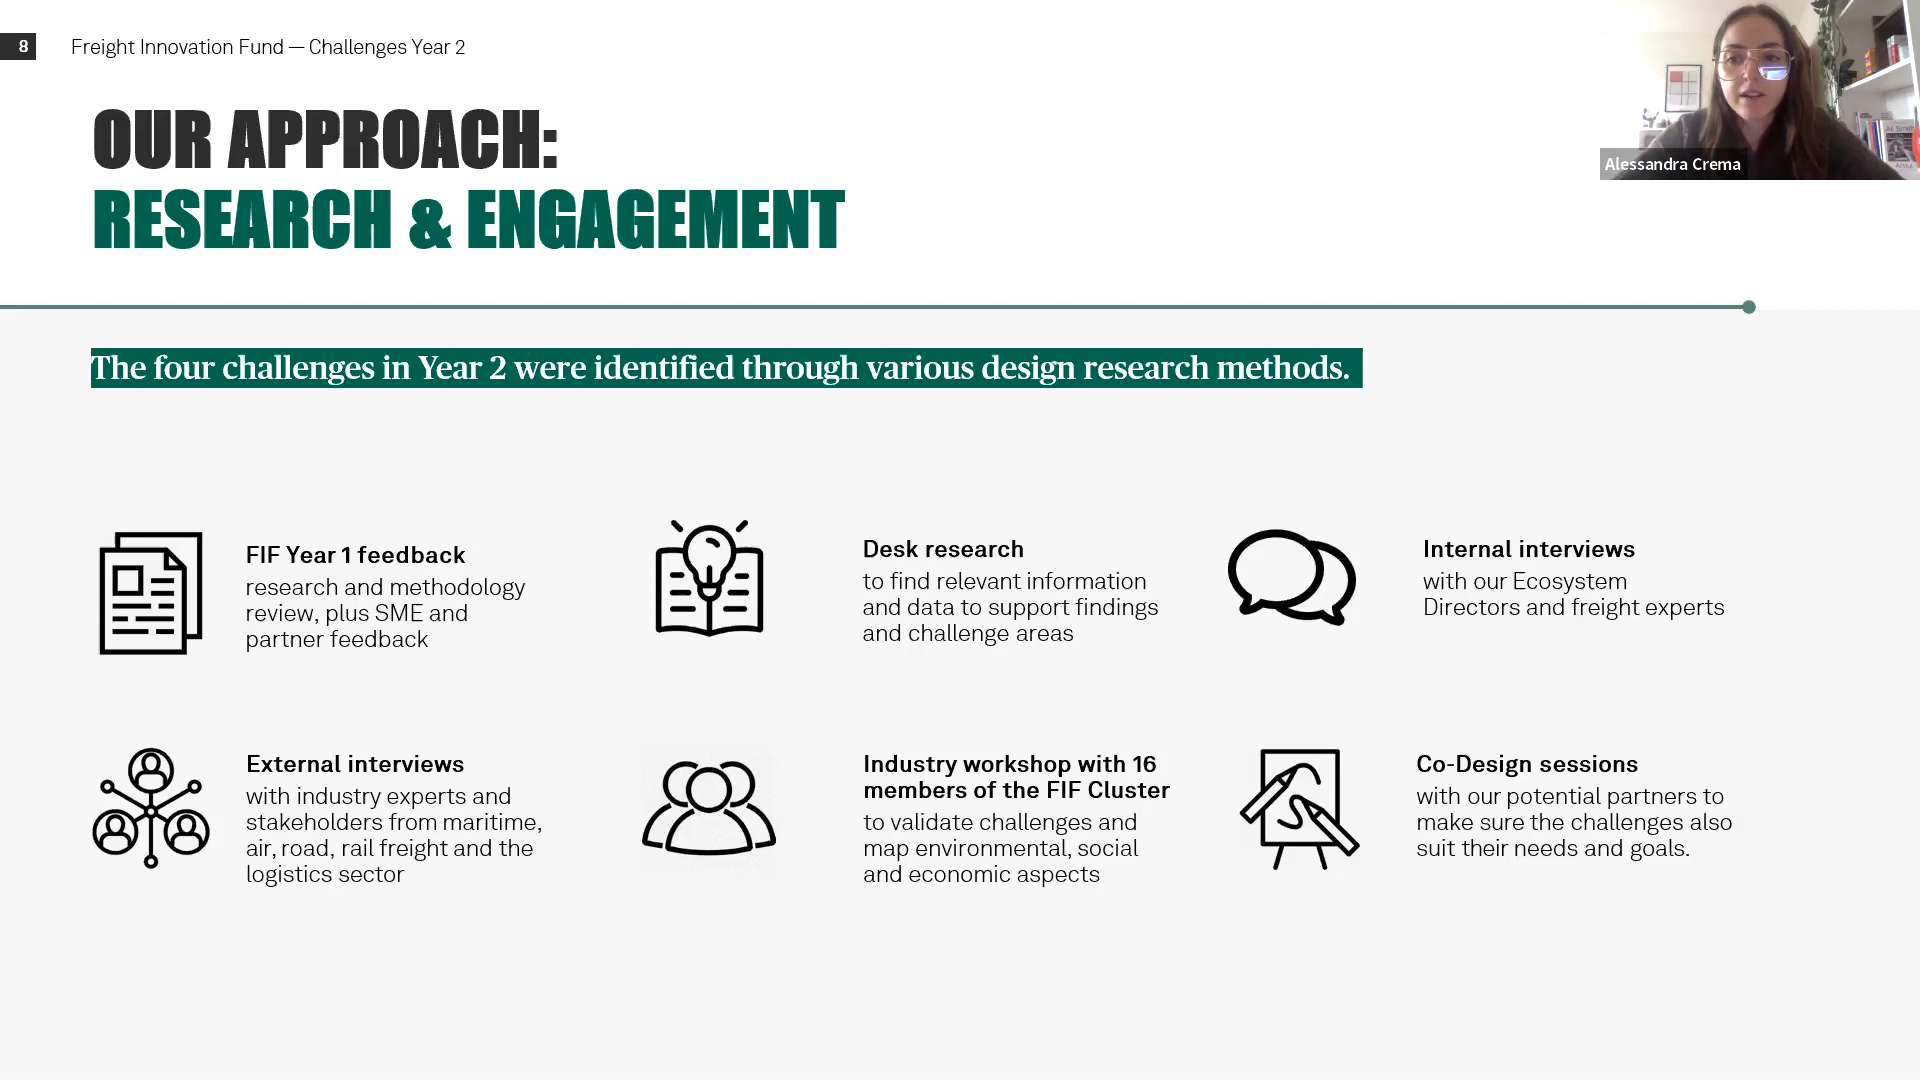 8
Freight Innovation Fund — Challenges Year 2
OUR APPROACH:
RESEARCH & ENGAGEMENT
Alessandra Crema
The four challenges in Year 2 were identified through various design research methods.
FIF Year 1 feedback
research and methodology
review, plus SME and
partner feedback
Desk research
to find relevant information
and data to support findings
and challenge areas
Internal interviews
with our Ecosystem
Directors and freight experts
External interviews
with industry experts and
stakeholders from maritime,
air, road, rail freight and the
logistics sector
Industry workshop with 16
members of the FIF Cluster
to validate challenges and
map environmental, social
and economic aspects
Co-Design sessions
with our potential partners to
make sure the challenges also
suit their needs and goals.